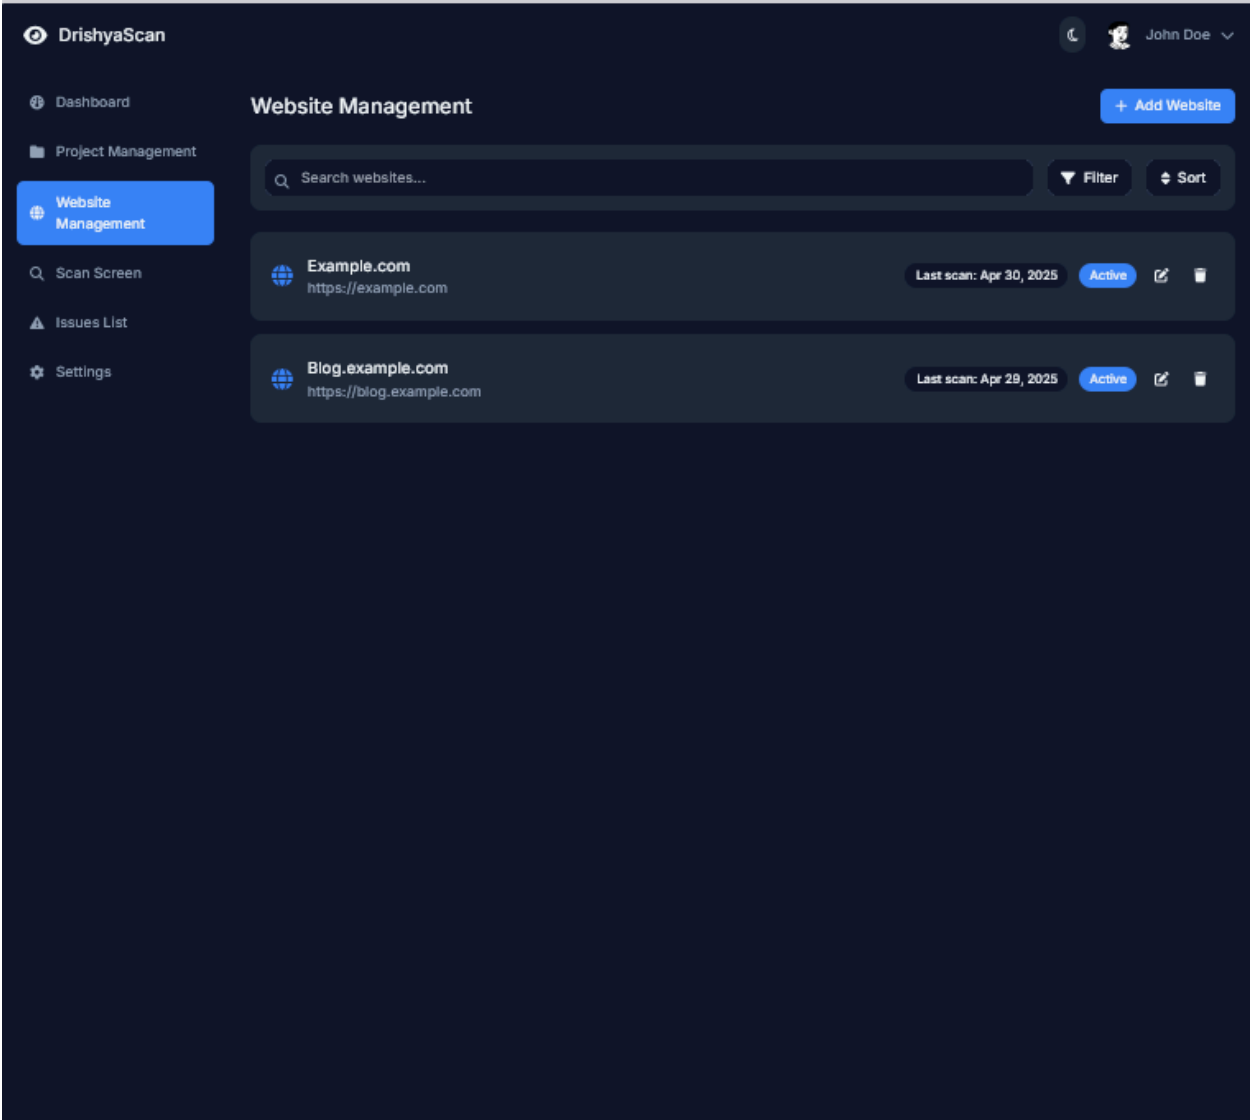 DrishyaScan
John Doe
Dashboard
Project Management
Website
Management
Scan Screen
Issues List
Settings
Website Management
+ Add Website
Search websites...
Filter
Sort
Example.com
https://example.com
Last scan: Apr 30, 2025
Active
Blog.example.com
https://blog.example.com
Last scan: Apr 29, 2025
Active